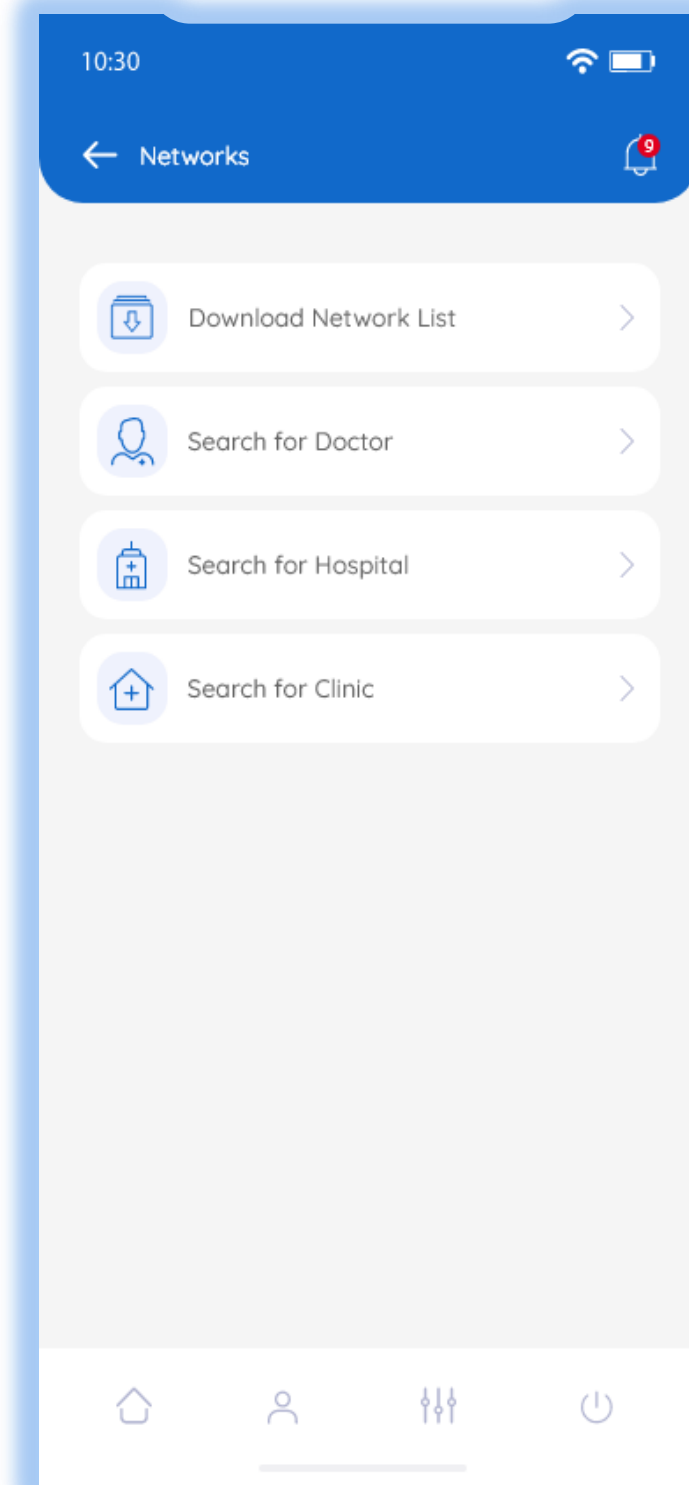 10:30
Networks
9
Download Network List
Search for Doctor
Search for Hospital
Search for Clinic